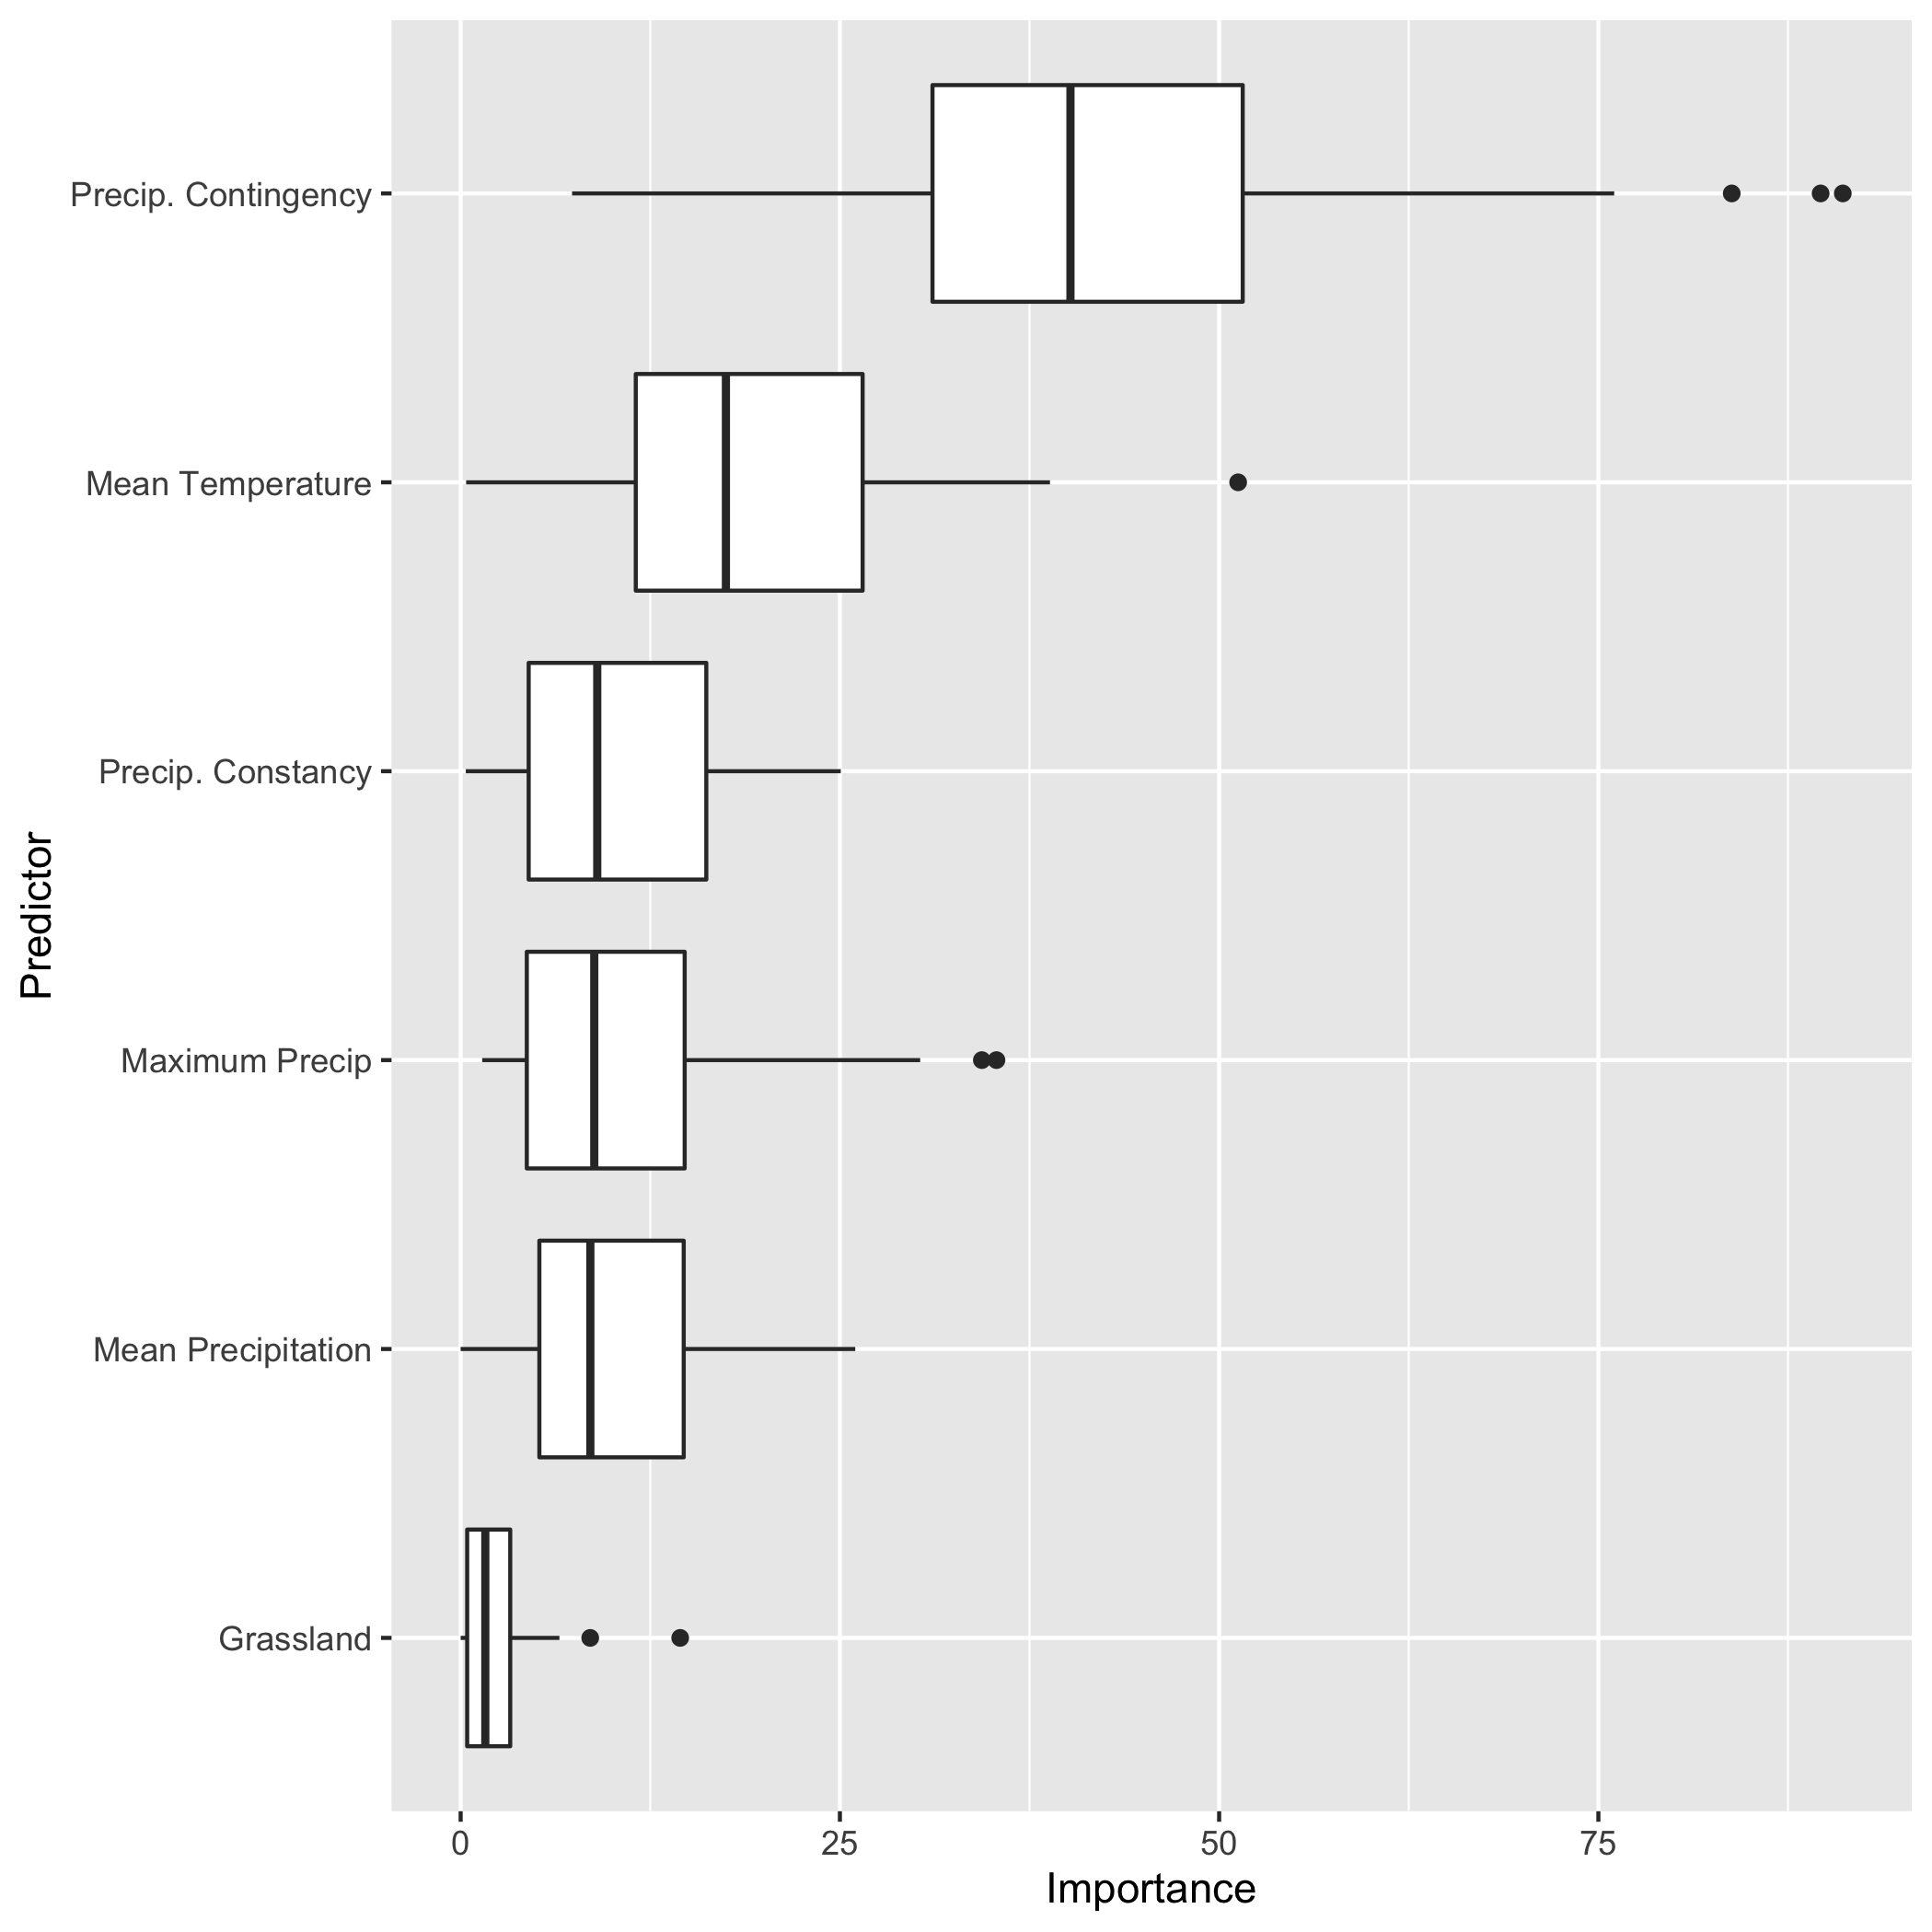 Precip. Contingency
Mean Temperature
Precip. Constancy
Maximum Precip
Mean Precipitation
Grassland
Predictor
0
25
50
75
Importance